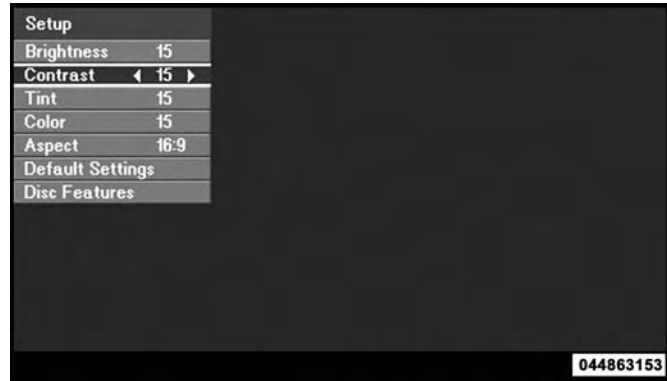 Setup
Brightness 15
Contrast 15
Tint 15
Color 15
Aspect 16:9
Default Settings
Disc Features
044863153